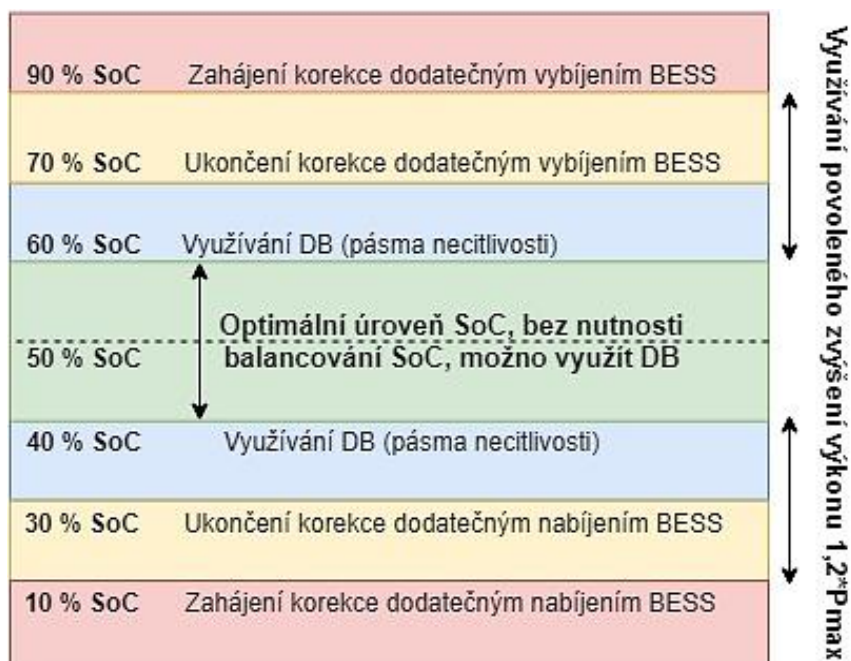 90 % SoC Zahájení korekce dodatečným vybíjením BESS
70 % SoC Ukončení korekce dodatečným vybíjením BESS
60 % SoC Využívání DB (pásma necitlivosti)
Optimální úroveň SoC, bez nutnosti
50 % SoC balancování SoC, možno využít DB
40 % SoC Využívání DB (pásma necitlivosti)
30 % SoC Ukončení korekce dodatečným nabíjením BESS
10 % SoC Zahájení korekce dodatečným nabíjením BESS
Využívání povoleného zvýšení výkonu 1,2*Pmax